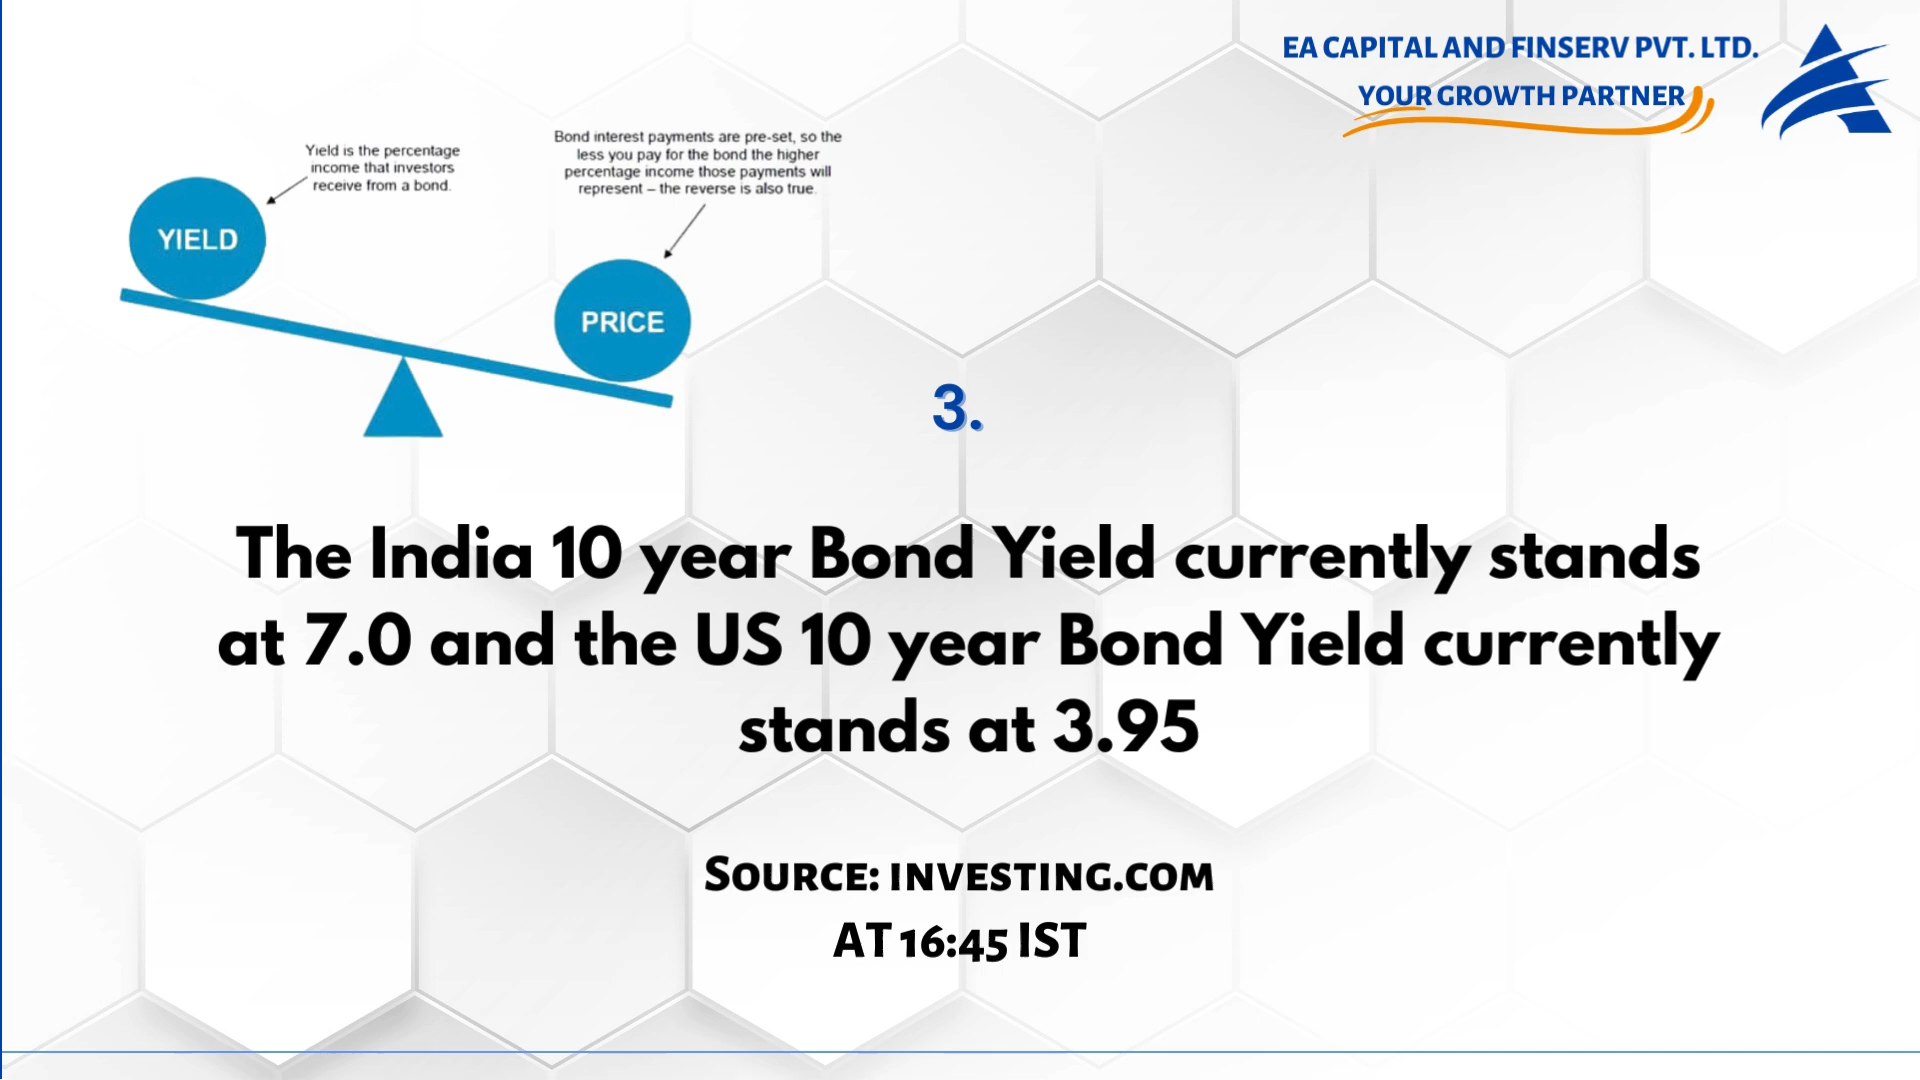 EA CAPITAL AND FINSERV PVT. LTD.
YOUR GROWTH PARTNER
Yield is the percentage
income that investors
receive from a bond.
Bond interest payments are pre-set, so the
less you pay for the bond the higher
percentage income those payments will
represent – the reverse is also true.
YIELD
PRICE
3.
The India 10 year Bond Yield currently stands
at 7.0 and the US 10 year Bond Yield currently
stands at 3.95
Source: investing.com
AT 16:45 IST